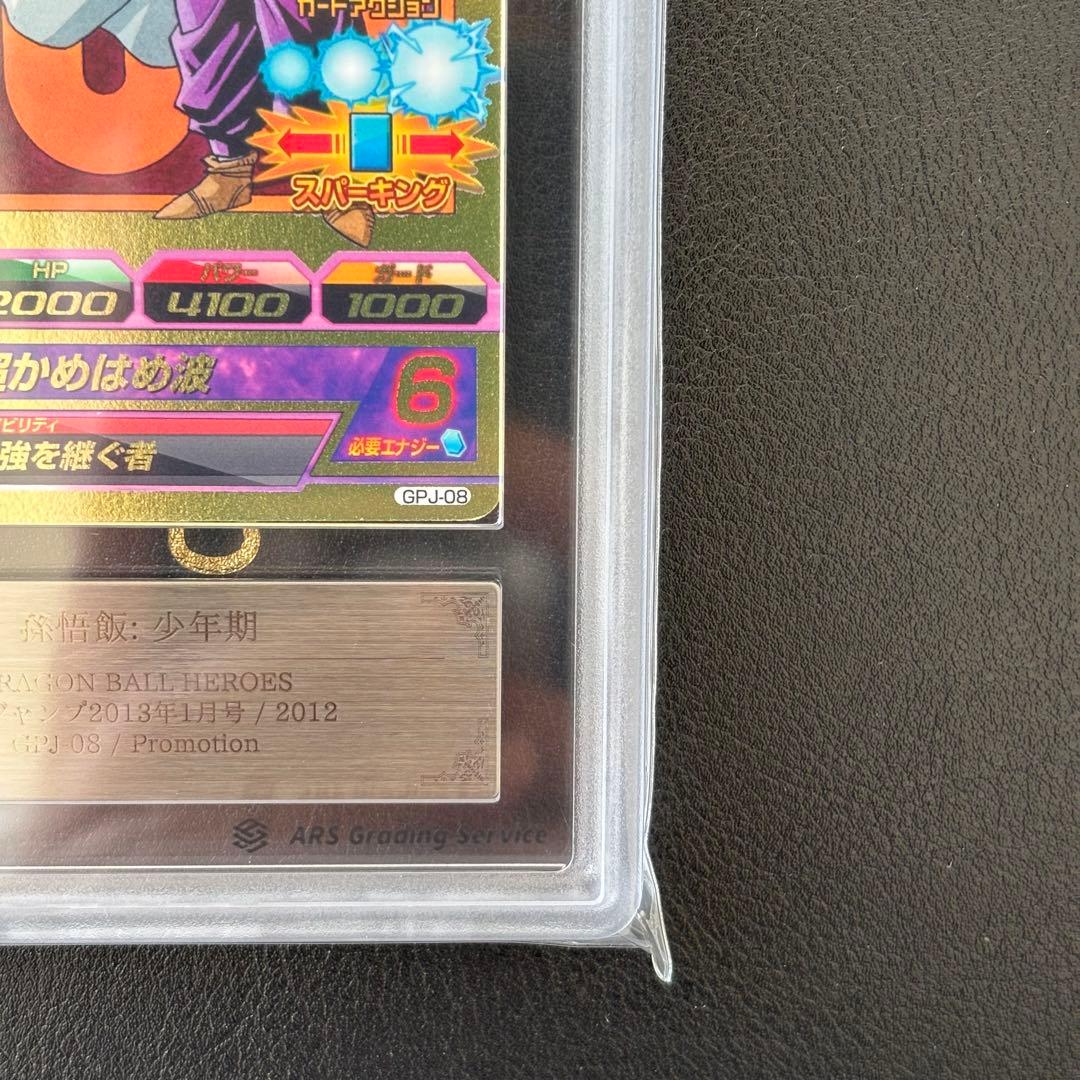 カードアクション
スパーキング
HP パワー ガード
2000 4100 1000
超かめはめ波 6
ビリティ
必要エナジー
強を継ぐ者
GPJ-08
孫悟飯: 少年期
RAGON BALL HEROES
ジャンプ2013年1月号 / 2012
GPJ-08 / Promotion
ARS Grading Service